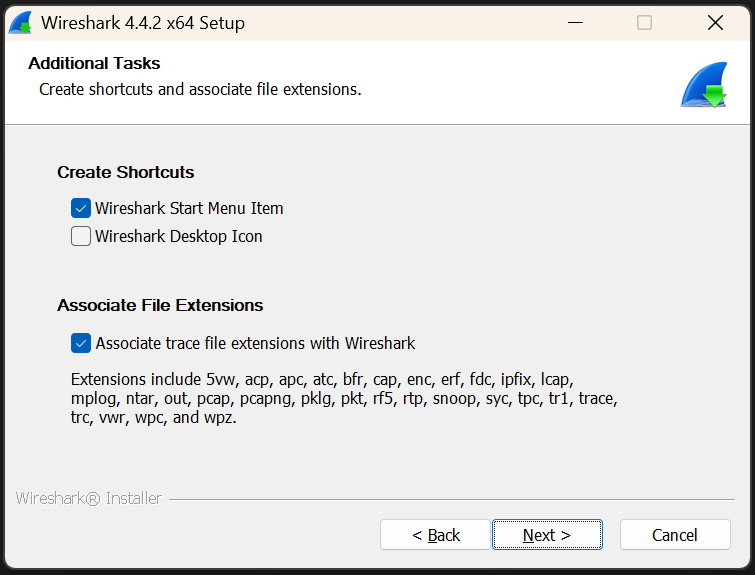 Wireshark 4.4.2 x64 Setup
Additional Tasks
Create shortcuts and associate file extensions.
Create Shortcuts
Wireshark Start Menu Item
Wireshark Desktop Icon
Associate File Extensions
Associate trace file extensions with Wireshark
Extensions include 5vw, acp, apc, atc, bfr, cap, enc, erf, fdc, ipfix, lcap,
mplog, ntar, out, pcap, pcapng, pklg, pkt, rf5, rtp, snoop, syc, tpc, tr1, trace,
trc, vwr, wpc, and wpz.
Wireshark® Installer
< Back
Next >
Cancel